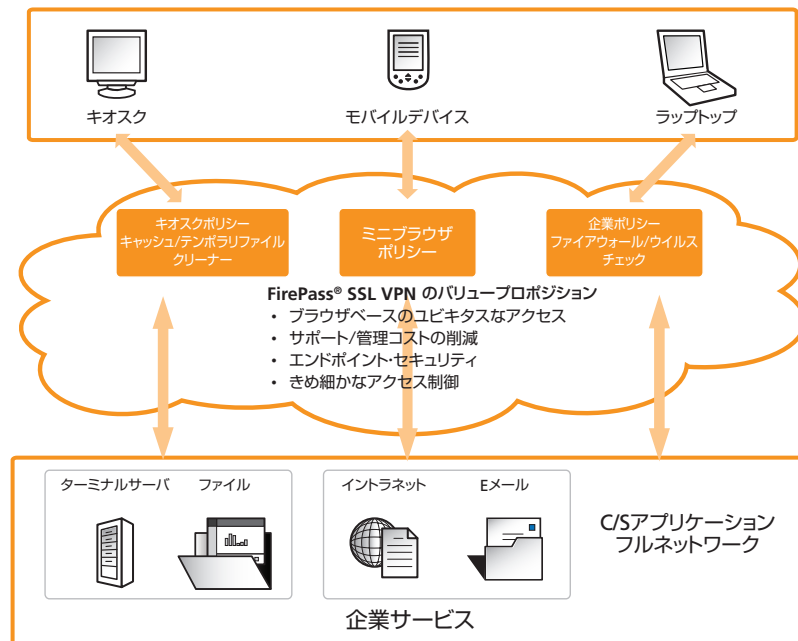 キオスク
モバイルデバイス
ラップトップ
キオスクポリシー
キャッシュ/テンポラリファイル
クリーナー
ミニブラウザ
ポリシー
企業ポリシー
ファイアウォール/ウイルス
チェック
FirePass® SSL VPN のバリュープロポジション
・ ブラウザベースのユビキタスなアクセス
・ サポート/管理コストの削減
・ エンドポイント・セキュリティ
・ きめ細かなアクセス制御
ターミナルサーバ
ファイル
イントラネット
Eメール
C/Sアプリケーション
フルネットワーク
企業サービス